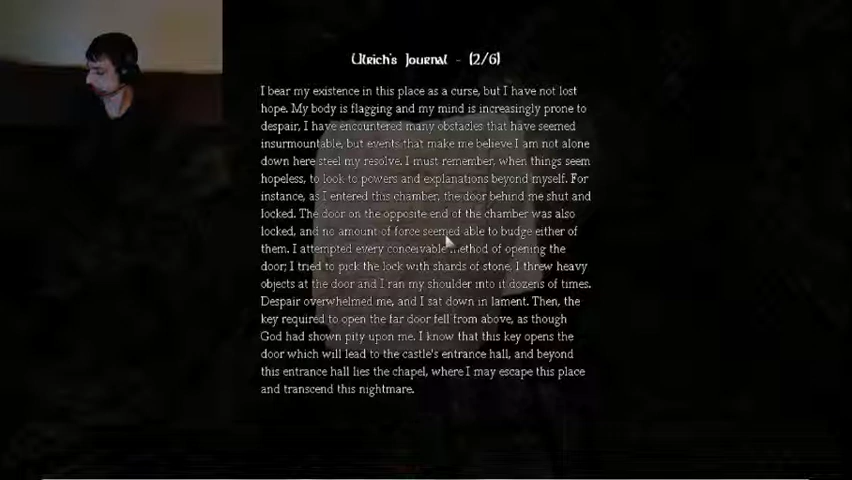 Ulrich's Journal - (2/6)
I bear my existence in this place as a curse, but I have not lost
hope. My body is flagging and my mind is increasingly prone to
despair, I have encountered many obstacles that have seemed
insurmountable, but events that make me believe I am not alone
down here steel my resolve. I must remember, when things seem
hopeless, to look to powers and explanations beyond myself. For
instance, as I entered this chamber, the door behind me shut and
locked. The door on the opposite end of the chamber was also
locked, and no amount of force seemed able to budge either of
them. I attempted every conceivable method of opening the
door; I tried to pick the lock with shards of stone, I threw heavy
objects at the door and I ran my shoulder into it dozens of times.
Despair overwhelmed me, and I sat down in lament. Then, the
key required to open the far door fell from above, as though
God had shown pity upon me. I know that this key opens the
door which will lead to the castle's entrance hall, and beyond
this entrance hall lies the chapel, where I may escape this place
and transcend this nightmare.